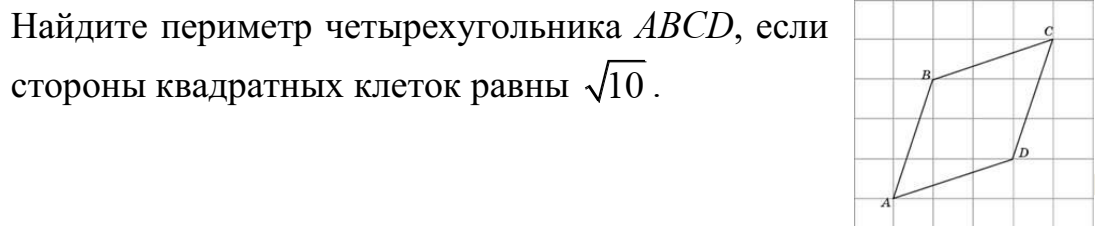 Найдите периметр четырехугольника ABCD, если
стороны квадратных клеток равны √10 .
C
B
D
A